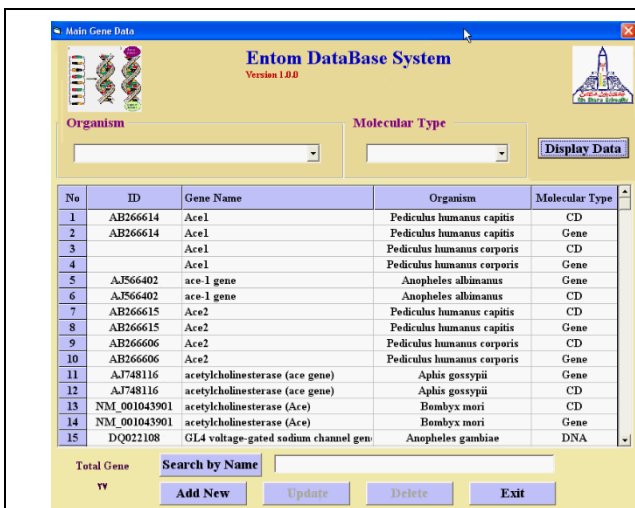 Main Gene Data
Entom DataBase System
Version 1.0.0
Organism Molecular Type
Display Data
No ID Gene Name Organism Molecular Type
1 AB266614 Ace1 Pediculus humanus capitis CD
2 AB266614 Ace1 Pediculus humanus capitis Gene
3 Ace1 Pediculus humanus corporis CD
4 Ace1 Pediculus humanus corporis Gene
5 AJ566402 ace-1 gene Anopheles albimanus Gene
6 AJ566402 ace-1 gene Anopheles albimanus CD
7 AB266615 Ace2 Pediculus humanus capitis CD
8 AB266615 Ace2 Pediculus humanus capitis Gene
9 AB266606 Ace2 Pediculus humanus corporis CD
10 AB266606 Ace2 Pediculus humanus corporis Gene
11 AJ748116 acetylcholinesterase (ace gene) Aphis gossypii Gene
12 AJ748116 acetylcholinesterase (ace gene) Aphis gossypii CD
13 NM_001043901 acetylcholinesterase (Ace) Bombyx mori CD
14 NM_001043901 acetylcholinesterase (Ace) Bombyx mori Gene
15 DQ022108 GL4 voltage-gated sodium channel gen Anopheles gambiae DNA
Total Gene Search by Name
٢٧
Add New Update Delete Exit